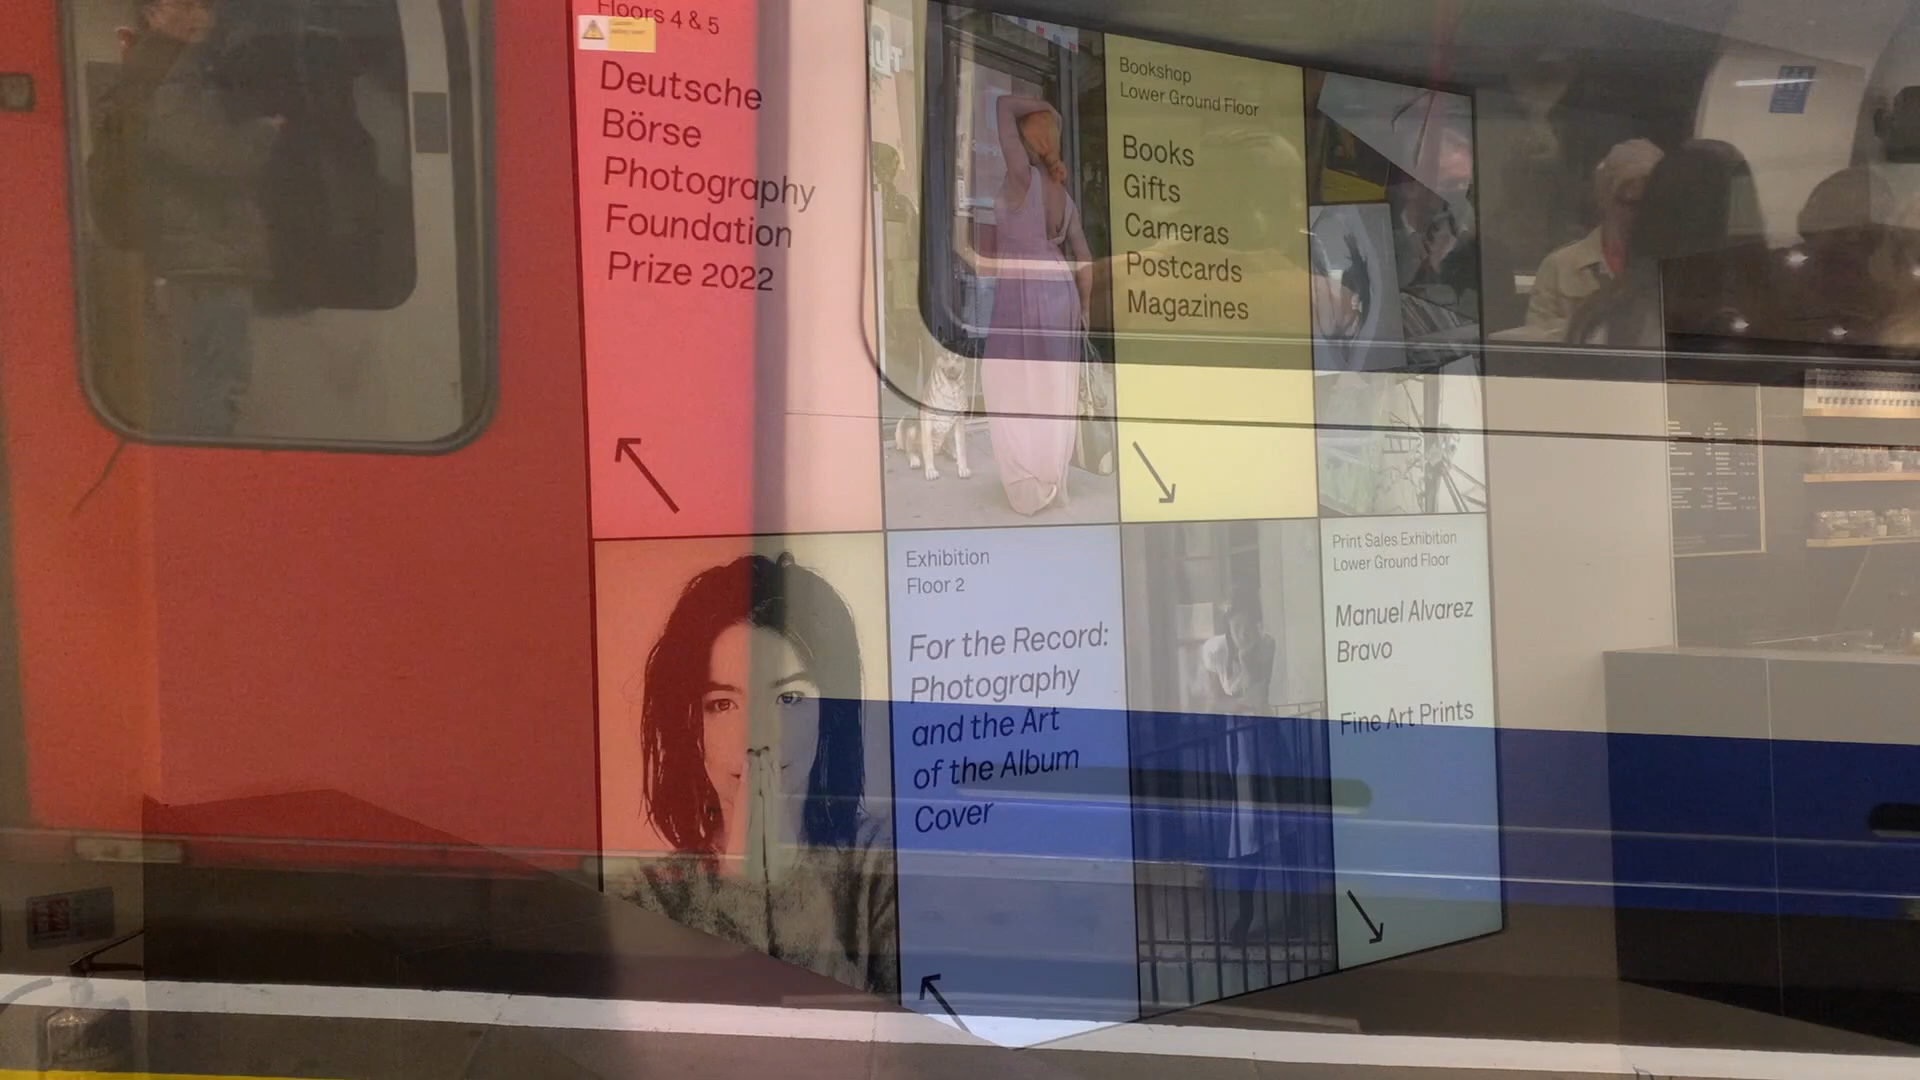 Floors 4 & 5
Deutsche
Börse
Photography
Foundation
Prize 2022
Bookshop
Lower Ground Floor
Books
Gifts
Cameras
Postcards
Magazines
Exhibition
Floor 2
For the Record:
Photography
and the Art
of the Album
Cover
Print Sales Exhibition
Lower Ground Floor
Manuel Alvarez
Bravo
Fine Art Prints